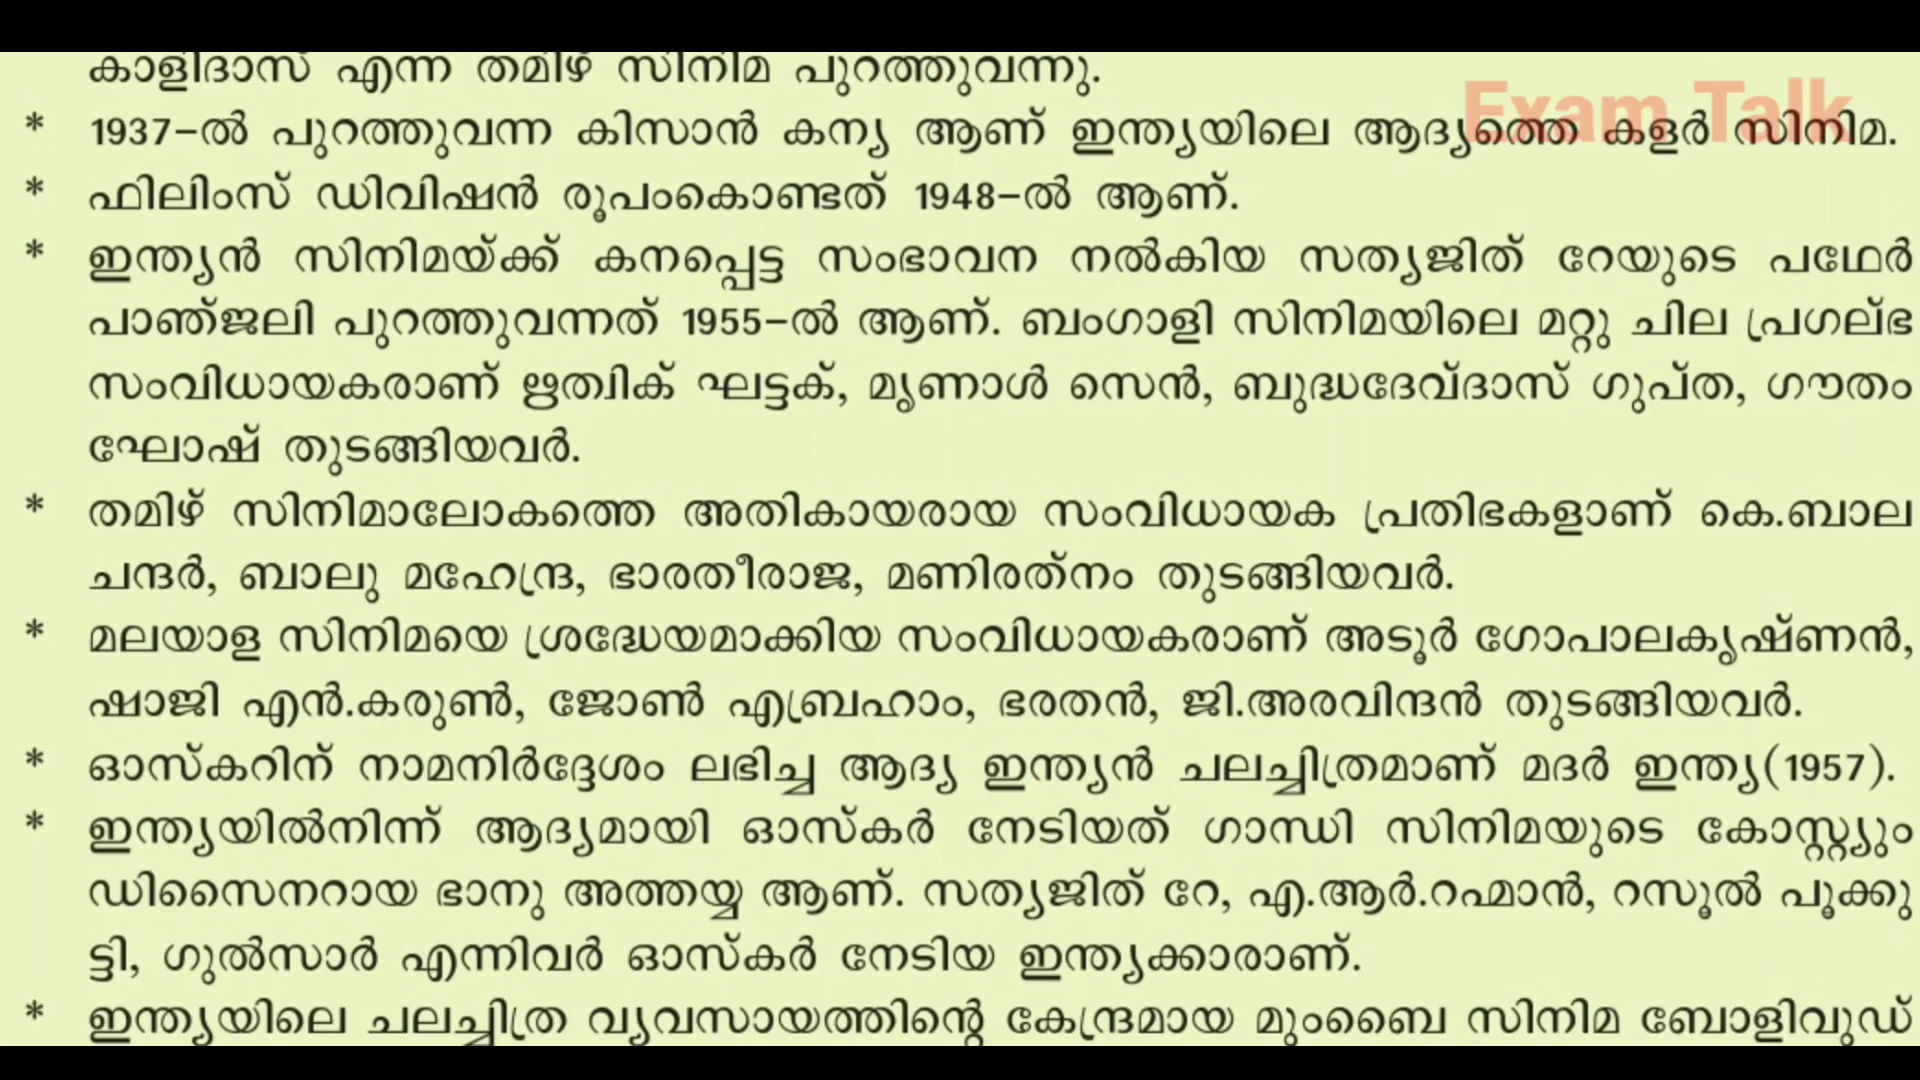 കാളിദാസ് എന്ന തമിഴ് സിനിമ പുറത്തുവന്നു.
Exam Talk
* 1937-ൽ പുറത്തുവന്ന കിസാൻ കന്യ ആണ് ഇന്ത്യയിലെ ആദ്യത്തെ കളർ സിനിമ.
* ഫിലിംസ് ഡിവിഷൻ രൂപംകൊണ്ടത് 1948-ൽ ആണ്.
* ഇന്ത്യൻ സിനിമയ്ക്ക് കനപ്പെട്ട സംഭാവന നൽകിയ സത്യജിത് റേയുടെ പഥേർ
പാഞ്ജലി പുറത്തുവന്നത് 1955-ൽ ആണ്. ബംഗാളി സിനിമയിലെ മറ്റു ചില പ്രഗല്ഭ
സംവിധായകരാണ് ഋത്വിക് ഘട്ടക്, മൃണാൾ സെൻ, ബുദ്ധദേവ്ദാസ് ഗുപ്ത, ഗൗതം
ഘോഷ് തുടങ്ങിയവർ.
* തമിഴ് സിനിമാലോകത്തെ അതികായരായ സംവിധായക പ്രതിഭകളാണ് കെ.ബാല
ചന്ദർ, ബാലു മഹേന്ദ്ര, ഭാരതീരാജ, മണിരത്‌നം തുടങ്ങിയവർ.
* മലയാള സിനിമയെ ശ്രദ്ധേയമാക്കിയ സംവിധായകരാണ് അടൂർ ഗോപാലകൃഷ്ണൻ,
ഷാജി എൻ.കരുൺ, ജോൺ എബ്രഹാം, ഭരതൻ, ജി.അരവിന്ദൻ തുടങ്ങിയവർ.
* ഓസ്കറിന് നാമനിർദ്ദേശം ലഭിച്ച ആദ്യ ഇന്ത്യൻ ചലച്ചിത്രമാണ് മദർ ഇന്ത്യ(1957).
* ഇന്ത്യയിൽനിന്ന് ആദ്യമായി ഓസ്കർ നേടിയത് ഗാന്ധി സിനിമയുടെ കോസ്റ്റ്യും
ഡിസൈനറായ ഭാനു അത്തയ്യ ആണ്. സത്യജിത് റേ, എ.ആർ.റഹ്മാൻ, റസൂൽ പൂക്കു
ട്ടി, ഗുൽസാർ എന്നിവർ ഓസ്കർ നേടിയ ഇന്ത്യക്കാരാണ്.
* ഇന്ത്യയിലെ ചലച്ചിത്ര വ്യവസായത്തിന്റെ കേന്ദ്രമായ മുംബൈ സിനിമ ബോളിവുഡ്